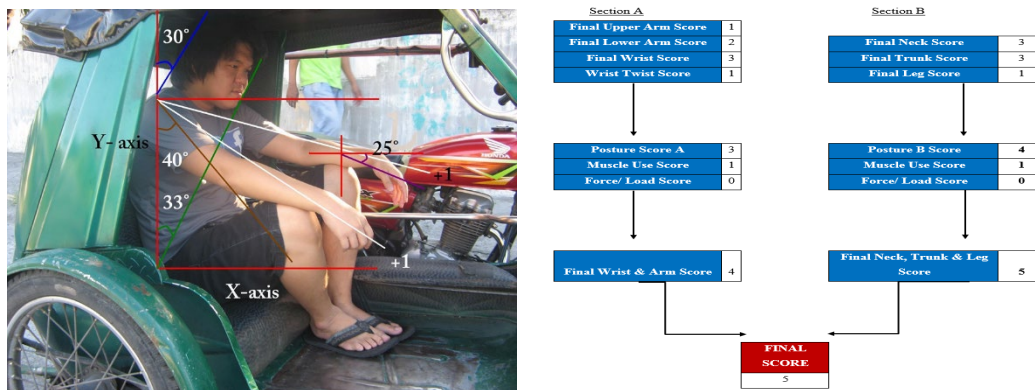 30°
Y- axis
40°
25°
+1
33°
+1
X-axis
HONDA
Section A
Final Upper Arm Score 1
Final Lower Arm Score 2
Final Wrist Score 3
Wrist Twist Score 1
Posture Score A 3
Muscle Use Score 1
Force/ Load Score 0
Final Wrist & Arm Score 4
Section B
Final Neck Score 3
Final Trunk Score 3
Final Leg Score 1
Posture B Score 4
Muscle Use Score 1
Force/ Load Score 0
Final Neck, Trunk & Leg
Score 5
FINAL
SCORE
5